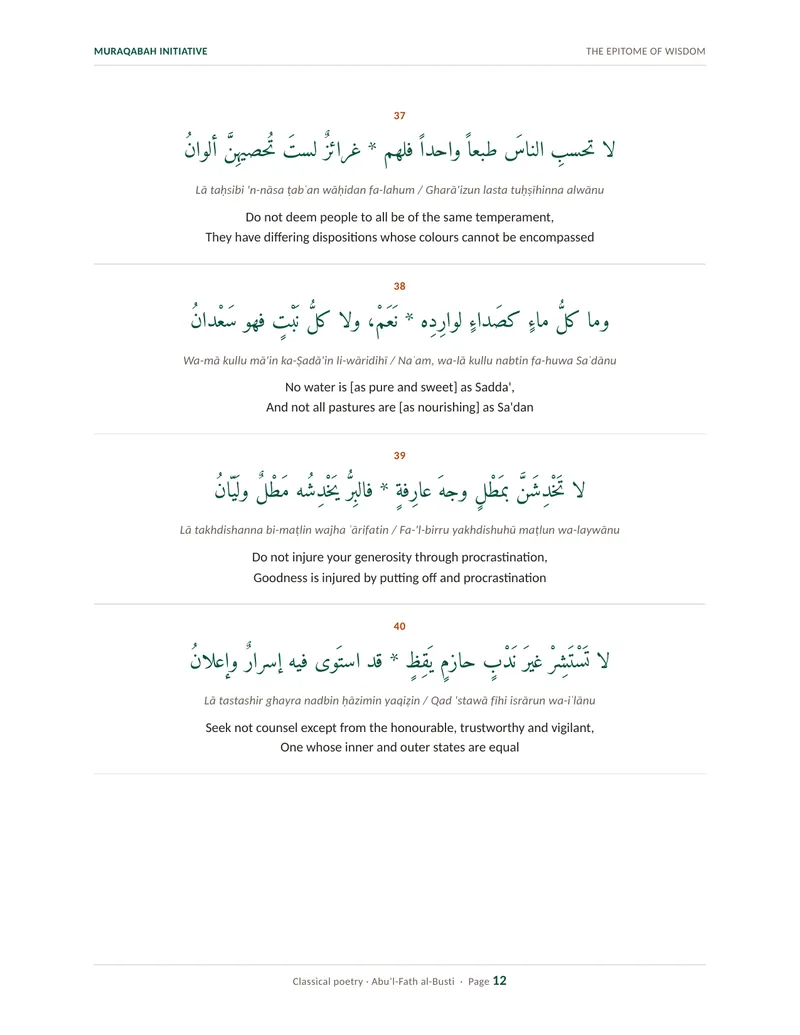 MURAQABAH INITIATIVE
THE EPITOME OF WISDOM
37
لا تحسبِ الناسَ طبعاً واحداً فلهم * غرائزٌ لستَ تُحصيهِنَّ ألوانُ
Lā taḥsibi 'n-nāsa ṭabʿan wāḥidan fa-lahum / Gharā'izun lasta tuḥṣīhinna alwānu
Do not deem people to all be of the same temperament,
They have differing dispositions whose colours cannot be encompassed
38
وما كلُّ ماءٍ كصَداءٍ لوارِدِه * نَعَمْ، ولا كلُّ نَبْتٍ فهو سَعْدانُ
Wa-mā kullu mā'in ka-Ṣadā'in li-wāridihī / Naʿam, wa-lā kullu nabtin fa-huwa Saʿdānu
No water is [as pure and sweet] as Sadda',
And not all pastures are [as nourishing] as Sa'dan
39
لا تَخْدِشَنَّ بمَطْلٍ وجهَ عارِفةٍ * فالبِرُّ يَخْدِشُه مَطْلٌ ولَيّانُ
Lā takhdishanna bi-maṭlin wajha ʿārifatin / Fa-'l-birru yakhdishuhū maṭlun wa-laywānu
Do not injure your generosity through procrastination,
Goodness is injured by putting off and procrastination
40
لا تَسْتَشِرْ غيرَ نَدْبٍ حازمٍ يَقِظٍ * قد استَوى فيه إسرارٌ وإعلانُ
Lā tastashir ghayra nadbin ḥāzimin yaqiẓin / Qad 'stawā fīhi isrārun wa-iʿlānu
Seek not counsel except from the honourable, trustworthy and vigilant,
One whose inner and outer states are equal
Classical poetry · Abu'l-Fath al-Busti · Page 12